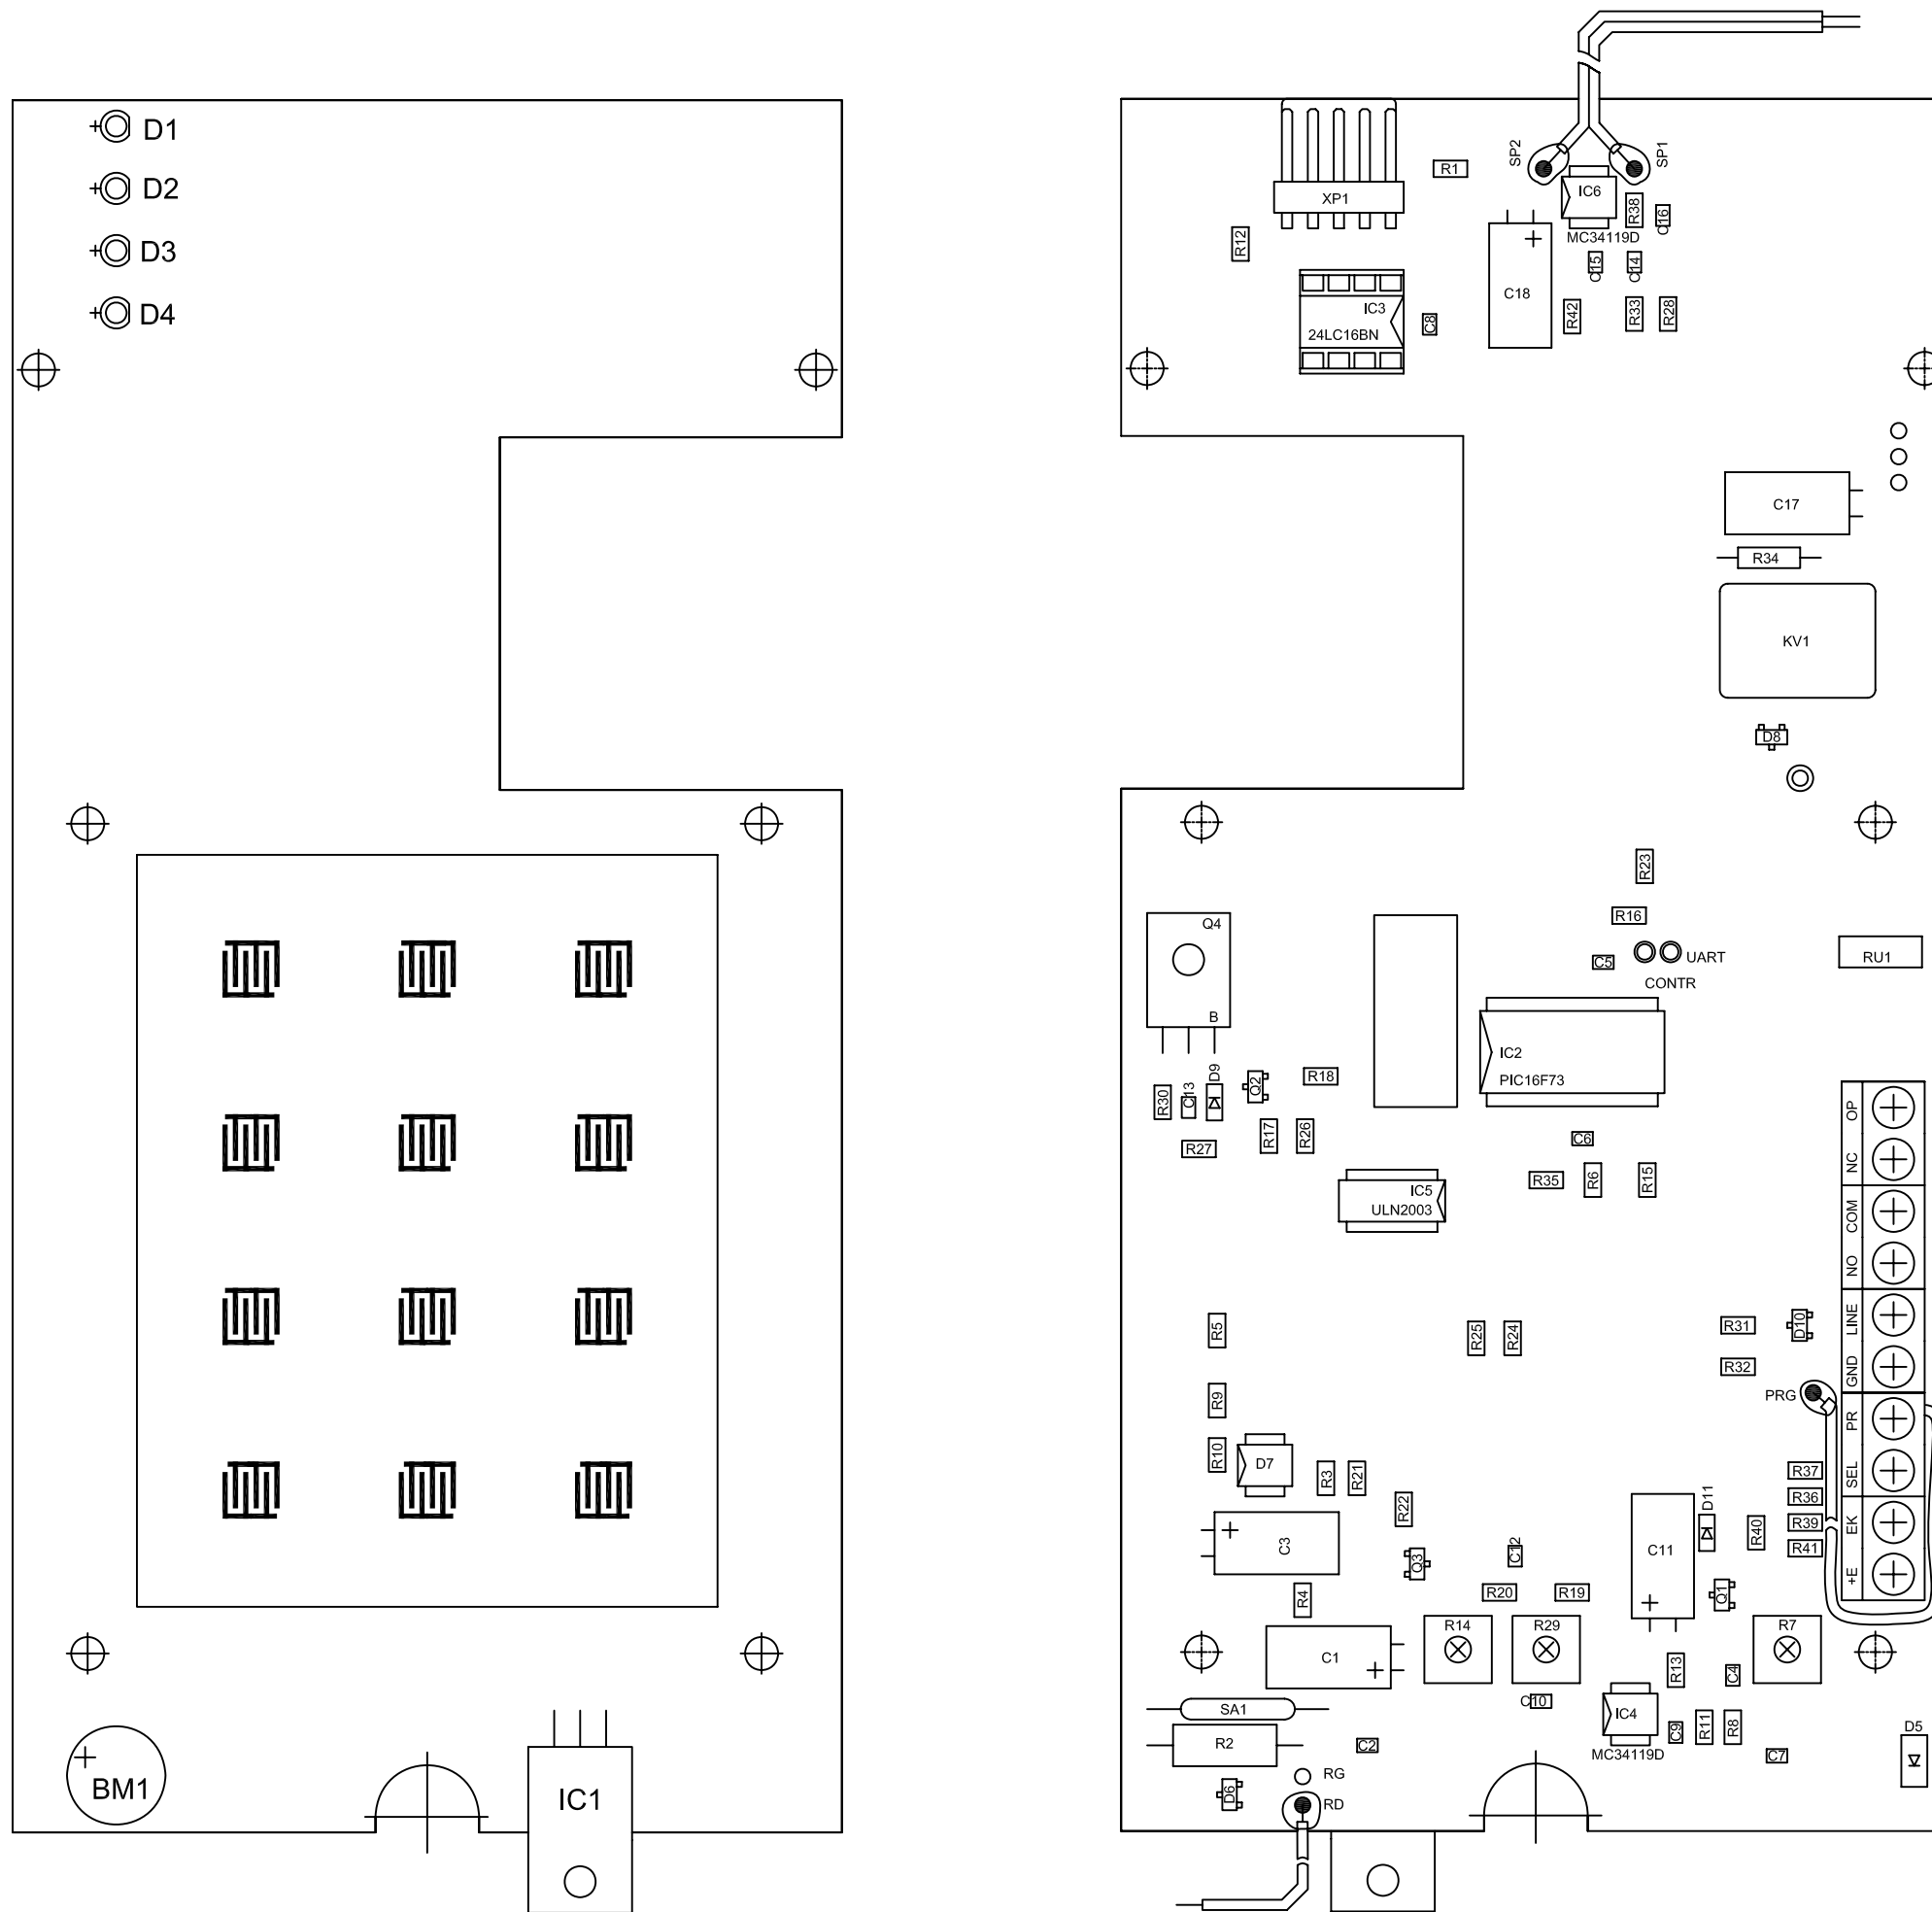 D1
D2
D3
D4
BM1
IC1
SP2
SP1
R1
IC6
XP1
R38
C16
MC34119D
R12
C15
C14
C18
IC3
24LC16BN
C8
R42
R33
R28
C17
R34
KV1
D8
R23
R16
Q4
C5
UART
RU1
CONTR
B
IC2
PIC16F73
D9
R18
Q2
R30
C13
OP
R17
R26
C6
R27
NC
R35
R6
R15
IC5
ULN2003
COM
NO
R5
R25
R24
R31
D10
LINE
R32
GND
R9
PRG
PR
R10
D7
R3
R21
R37
SEL
R36
R22
D11
R39
EK
R40
C3
C11
R41
Q3
C12
+E
R4
R20
R19
Q1
R14
R29
R7
C1
R13
C4
C10
SA1
IC4
R2
C2
C9
R11
R8
D5
MC34119D
C7
RG
D6
RD